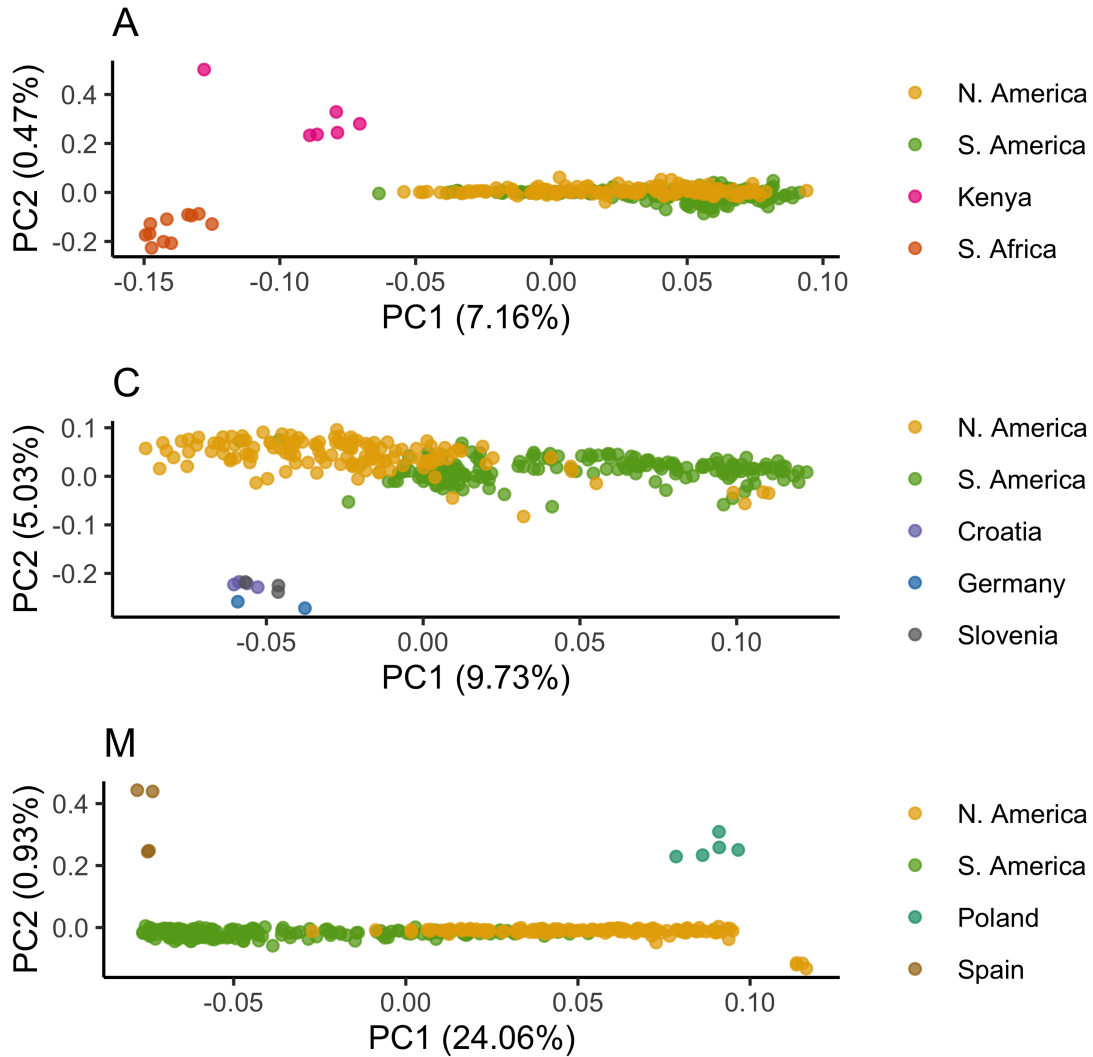 A
PC2 (0.47%)
0.4
0.2
0.0
-0.2
-0.15 -0.10 -0.05 0.00 0.05 0.10
PC1 (7.16%)
N. America
S. America
Kenya
S. Africa
C
PC2 (5.03%)
0.1
0.0
-0.1
-0.2
-0.05 0.00 0.05 0.10
PC1 (9.73%)
N. America
S. America
Croatia
Germany
Slovenia
M
PC2 (0.93%)
0.4
0.2
0.0
-0.05 0.00 0.05 0.10
PC1 (24.06%)
N. America
S. America
Poland
Spain